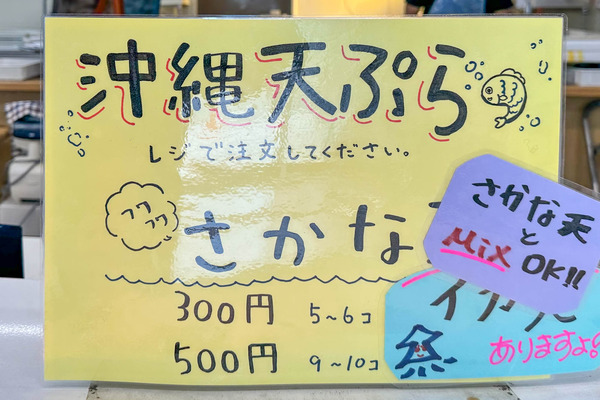 沖縄天ぷら
レジで注文してください。
フワフワ
さかな
300円 5~6コ
500円 9~10コ
さかな天
と
MiX OK!!
ありますよ。